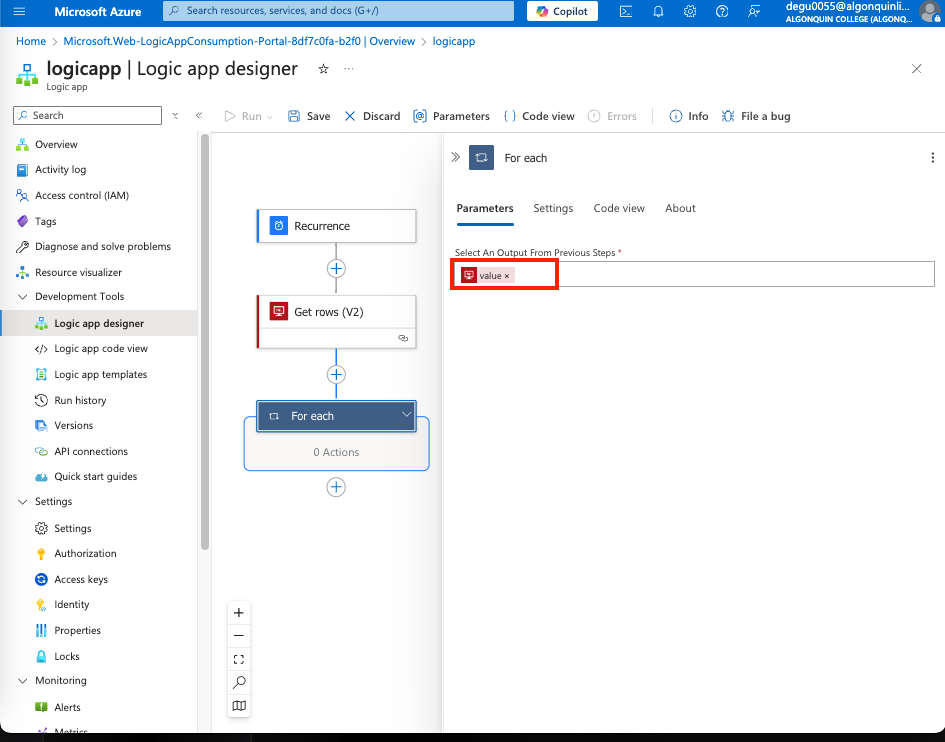 Microsoft Azure
Search resources, services, and docs (G+/)
Copilot
degu0055@algonquinli...
ALGONQUIN COLLEGE (ALGONQ...
Home > Microsoft.Web-LogicAppConsumption-Portal-8df7c0fa-b2f0 | Overview > logicapp
logicapp | Logic app designer
Logic app
Search
Run
Save
Discard
Parameters
Code view
Errors
Info
File a bug
Overview
Activity log
Access control (IAM)
Tags
Diagnose and solve problems
Resource visualizer
Development Tools
Logic app designer
Logic app code view
Logic app templates
Run history
Versions
API connections
Quick start guides
Settings
Settings
Authorization
Access keys
Identity
Properties
Locks
Monitoring
Alerts
Metrics
Recurrence
Get rows (V2)
For each
0 Actions
For each
Parameters
Settings
Code view
About
Select An Output From Previous Steps *
value ×